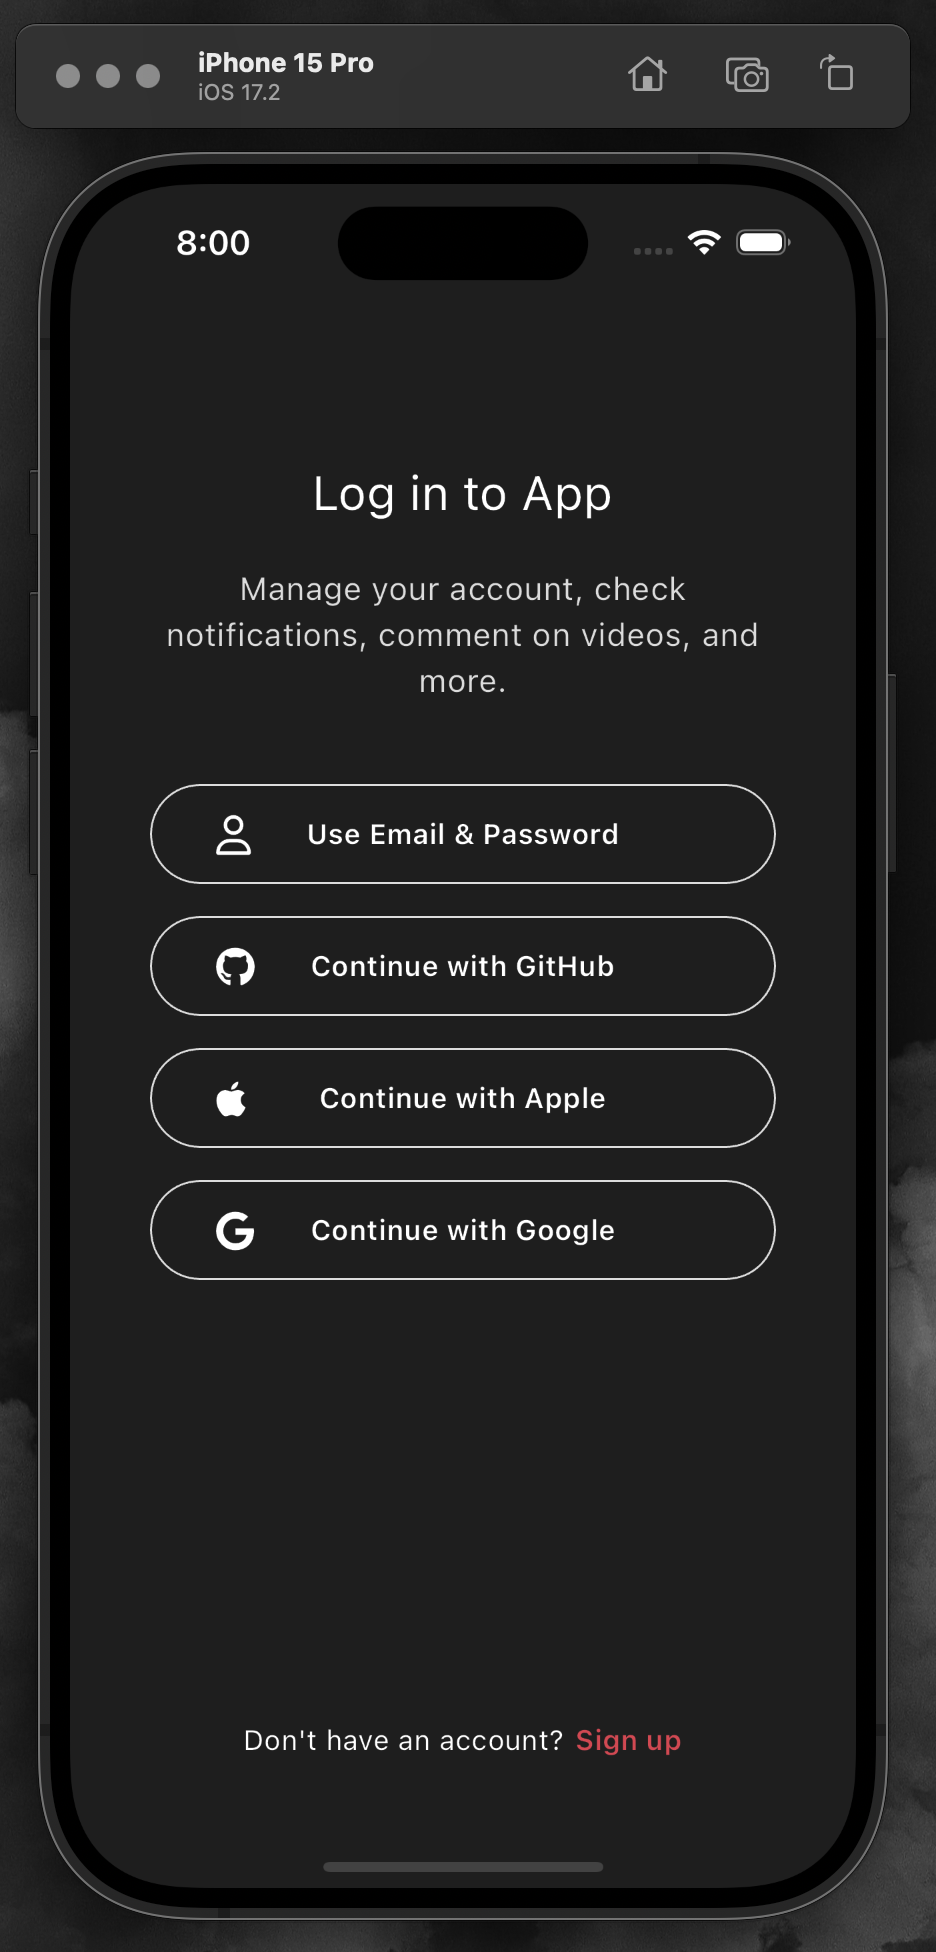 iPhone 15 Pro
iOS 17.2
8:00
Log in to App
Manage your account, check
notifications, comment on videos, and
more.
Use Email & Password
Continue with GitHub
Continue with Apple
Continue with Google
Don't have an account? Sign up